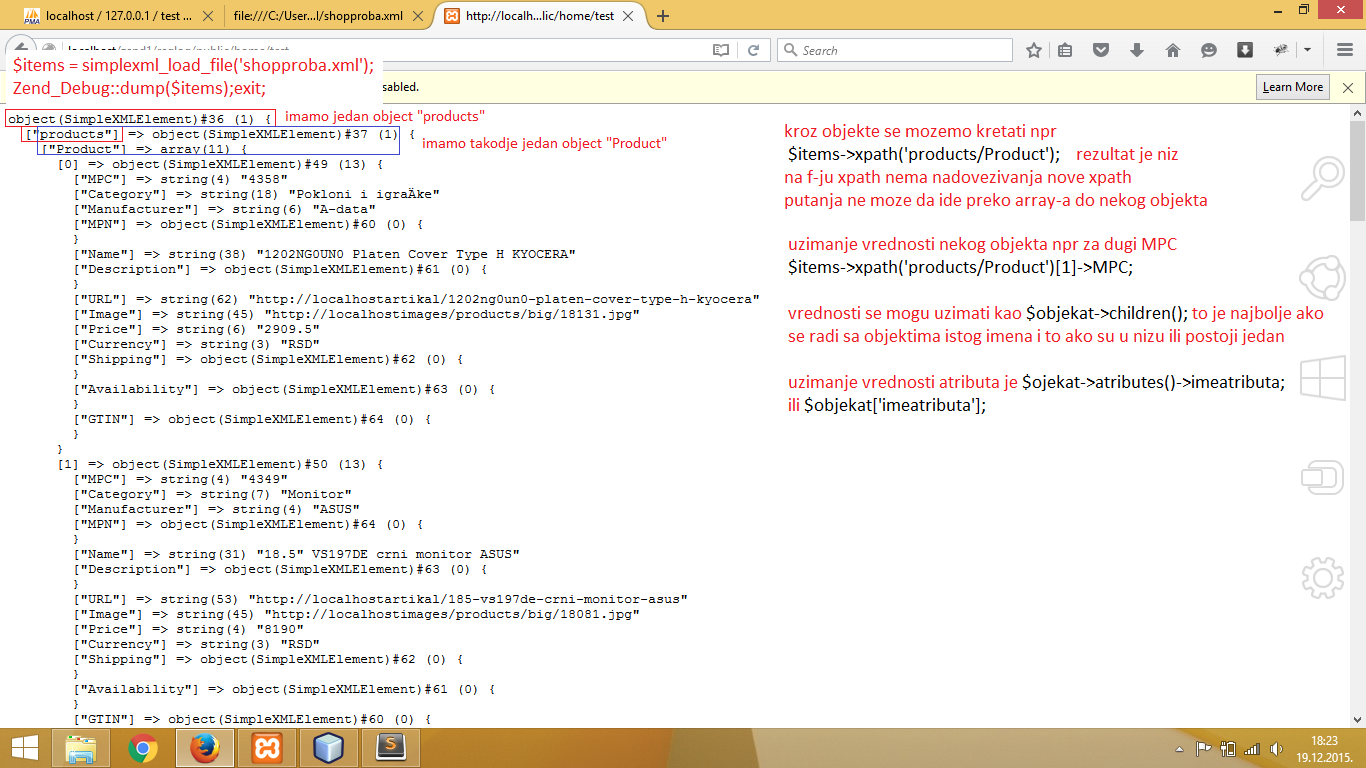 localhost / 127.0.0.1 / test ...
file:///C:/User...l/shopproba.xml
http://localh...lic/home/test
Search
$items = simplexml_load_file('shopproba.xml');
Zend_Debug::dump($items);exit;
sabled.
Learn More
object(SimpleXMLElement)#36 (1) {
imamo jedan object "products"
["products"] => object(SimpleXMLElement)#37 (1) {
imamo takodje jedan object "Product"
["Product"] => array(11) {
[0] => object(SimpleXMLElement)#49 (13) {
["MPC"] => string(4) "4358"
["Category"] => string(18) "Pokloni i igraÄke"
["Manufacturer"] => string(6) "A-data"
["MPN"] => object(SimpleXMLElement)#60 (0) {
}
["Name"] => string(38) "1202NG0UN0 Platen Cover Type H KYOCERA"
["Description"] => object(SimpleXMLElement)#61 (0) {
}
["URL"] => string(62) "http://localhostartikal/1202ng0un0-platen-cover-type-h-kyocera"
["Image"] => string(45) "http://localhostimages/products/big/18131.jpg"
["Price"] => string(6) "2909.5"
["Currency"] => string(3) "RSD"
["Shipping"] => object(SimpleXMLElement)#62 (0) {
}
["Availability"] => object(SimpleXMLElement)#63 (0) {
}
["GTIN"] => object(SimpleXMLElement)#64 (0) {
}
}
[1] => object(SimpleXMLElement)#50 (13) {
["MPC"] => string(4) "4349"
["Category"] => string(7) "Monitor"
["Manufacturer"] => string(4) "ASUS"
["MPN"] => object(SimpleXMLElement)#64 (0) {
}
["Name"] => string(31) "18.5" VS197DE crni monitor ASUS"
["Description"] => object(SimpleXMLElement)#63 (0) {
}
["URL"] => string(53) "http://localhostartikal/185-vs197de-crni-monitor-asus"
["Image"] => string(45) "http://localhostimages/products/big/18081.jpg"
["Price"] => string(4) "8190"
["Currency"] => string(3) "RSD"
["Shipping"] => object(SimpleXMLElement)#62 (0) {
}
["Availability"] => object(SimpleXMLElement)#61 (0) {
}
["GTIN"] => object(SimpleXMLElement)#60 (0) {
kroz objekte se mozemo kretati npr
$items->xpath('products/Product'); rezultat je niz
na f-ju xpath nema nadovezivanja nove xpath
putanja ne moze da ide preko array-a do nekog objekta
uzimanje vrednosti nekog objekta npr za dugi MPC
$items->xpath('products/Product')[1]->MPC;
vrednosti se mogu uzimati kao $objekat->children(); to je najbolje ako
se radi sa objektima istog imena i to ako su u nizu ili postoji jedan
uzimanje vrednosti atributa je $ojekat->atributes()->imeatributa;
ili $objekat['imeatributa'];
18:23
19.12.2015.